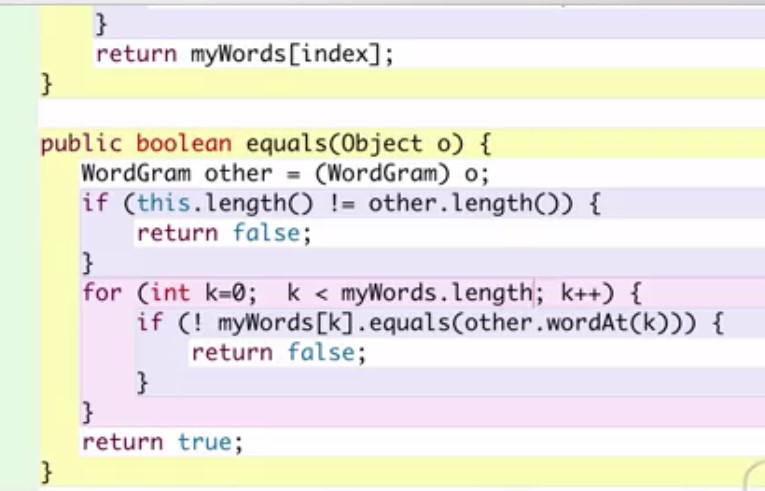 }
return myWords[index];
}
public boolean equals(Object o) {
WordGram other = (WordGram) o;
if (this.length() != other.length()) {
return false;
}
for (int k=0;  k < myWords.length; k++) {
if (! myWords[k].equals(other.wordAt(k))) {
return false;
}
}
return true;
}